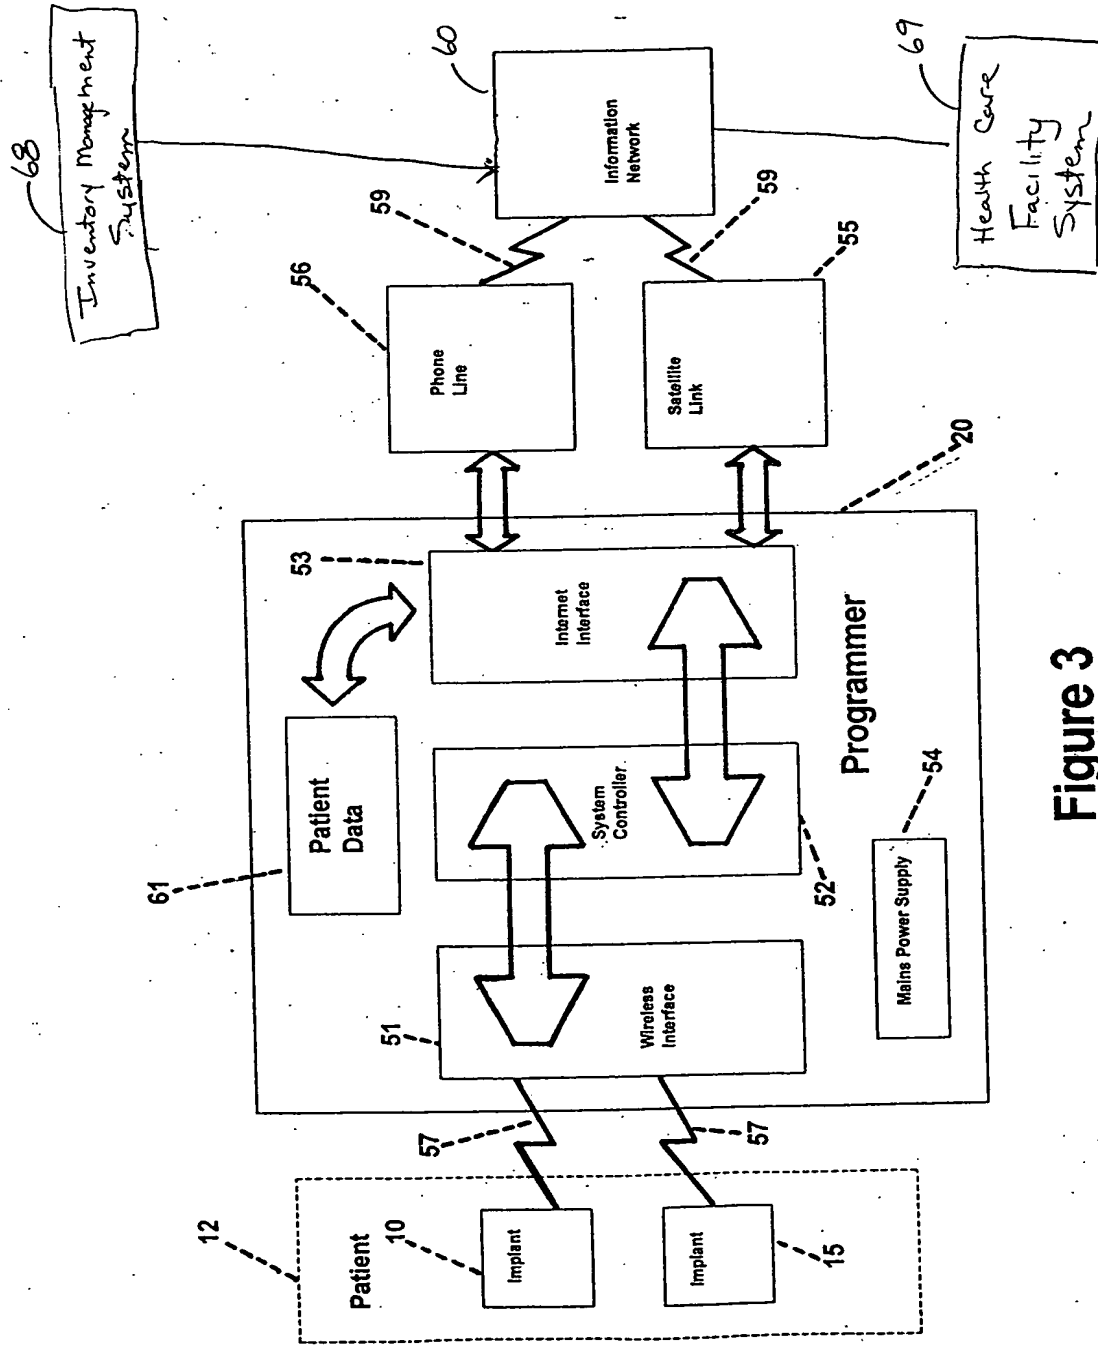 68
Inventory Management
System
60
Information
Network
69
Health Care
Facility
System
59
59
56
Phone
Line
55
Satellite
Link
20
53
Internet
Interface
61
Patient
Data
System
Controller
52
Programmer
54
Mains Power Supply
51
Wireless
Interface
57
57
12
Patient
10
Implant
15
Implant
Figure 3